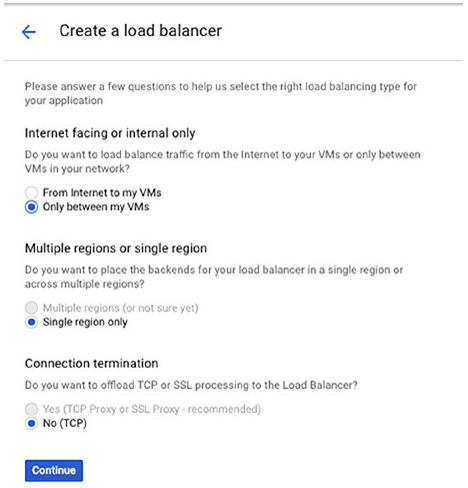 Create a load balancer
Please answer a few questions to help us select the right load balancing type for
your application
Internet facing or internal only
Do you want to load balance traffic from the Internet to your VMs or only between
VMs in your network?
From Internet to my VMs
Only between my VMs
Multiple regions or single region
Do you want to place the backends for your load balancer in a single region or
across multiple regions?
Multiple regions (or not sure yet)
Single region only
Connection termination
Do you want to offload TCP or SSL processing to the Load Balancer?
Yes (TCP Proxy or SSL Proxy - recommended)
No (TCP)
Continue